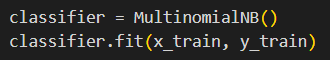 classifier = MultinomialNB()
classifier.fit(x_train, y_train)